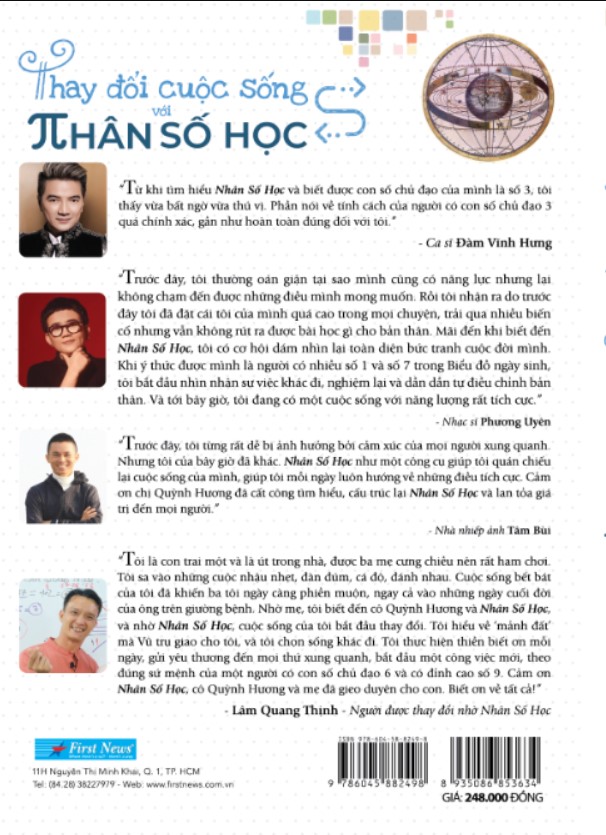 Thay đổi cuộc sống
với
NHÂN SỐ HỌC
“Từ khi tìm hiểu Nhân Số Học và biết được con số chủ đạo của mình là số 3, tôi
thấy vừa bất ngờ vừa thú vị. Phần nói về tính cách của người có con số chủ đạo 3
quá chính xác, gần như hoàn toàn đúng đối với tôi.”
- Ca sĩ Đàm Vĩnh Hưng
“Trước đây, tôi thường oán giận tại sao mình cũng có năng lực nhưng lại
không chạm đến được những điều mình mong muốn. Rồi tôi nhận ra do trước
đây tôi đã đặt cái tôi của mình quá cao trong mọi chuyện, trải qua nhiều biến
cố nhưng vẫn không rút ra được bài học gì cho bản thân. Mãi đến khi biết đến
Nhân Số Học, tôi có cơ hội dám nhìn lại toàn diện bức tranh cuộc đời mình.
Khi ý thức được mình là người có nhiều số 1 và số 7 trong Biểu đồ ngày sinh,
tôi bắt đầu nhìn nhận sự việc khác đi, nghiệm lại và dần dần tự điều chỉnh bản
thân. Và tới bây giờ, tôi đang có một cuộc sống với năng lượng rất tích cực.”
- Nhạc sĩ Phương Uyên
“Trước đây, tôi từng rất dễ bị ảnh hưởng bởi cảm xúc của mọi người xung quanh.
Nhưng tôi của bây giờ đã khác. Nhân Số Học như một công cụ giúp tôi quán chiếu
lại cuộc sống của mình, giúp tôi mỗi ngày luôn hướng về những điều tích cực. Cảm
ơn chị Quỳnh Hương đã cất công tìm hiểu, cấu trúc lại Nhân Số Học và lan tỏa giá
trị đến mọi người.”
- Nhà nhiếp ảnh Tâm Bùi
“Tôi là con trai một và là út trong nhà, được ba mẹ cưng chiều nên rất ham chơi.
Tôi sa vào những cuộc nhậu nhẹt, đàn đúm, cá độ, đánh nhau. Cuộc sống bết bát
của tôi đã khiến ba tôi ngày càng phiền muộn, ngay cả vào những ngày cuối đời
của ông trên giường bệnh. Nhờ mẹ, tôi biết đến cô Quỳnh Hương và Nhân Số Học,
và nhờ Nhân Số Học, cuộc sống của tôi bắt đầu thay đổi. Tôi hiểu về ‘mảnh đất’
mà Vũ trụ giao cho tôi, và tôi chọn sống khác đi. Tôi thực hiện thiền biết ơn mỗi
ngày, gửi yêu thương đến mọi thứ xung quanh, bắt đầu một công việc mới, theo
đúng sứ mệnh của một người có con số chủ đạo 6 và có đỉnh cao số 9. Cảm ơn
Nhân Số Học, cô Quỳnh Hương và mẹ đã gieo duyên cho con. Biết ơn về tất cả!”
- Lâm Quang Thịnh - Người được thay đổi nhờ Nhân Số Học
First News
11H Nguyễn Thị Minh Khai, Q. 1, TP. HCM
Tel: (84.28) 38227979 - Web: www.firstnews.com.vn
ISBN 978-604-58-8249-8
9 786045 882498
8 935086 853634
GIÁ: 248.000 ĐỒNG